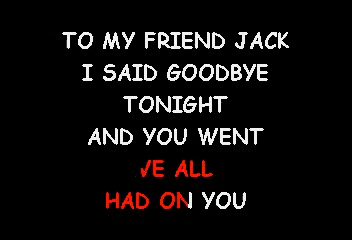 TO MY FRIEND JACK
I SAID GOODBYE
TONIGHT
AND YOU WENT
ALL
HAD ON YOU